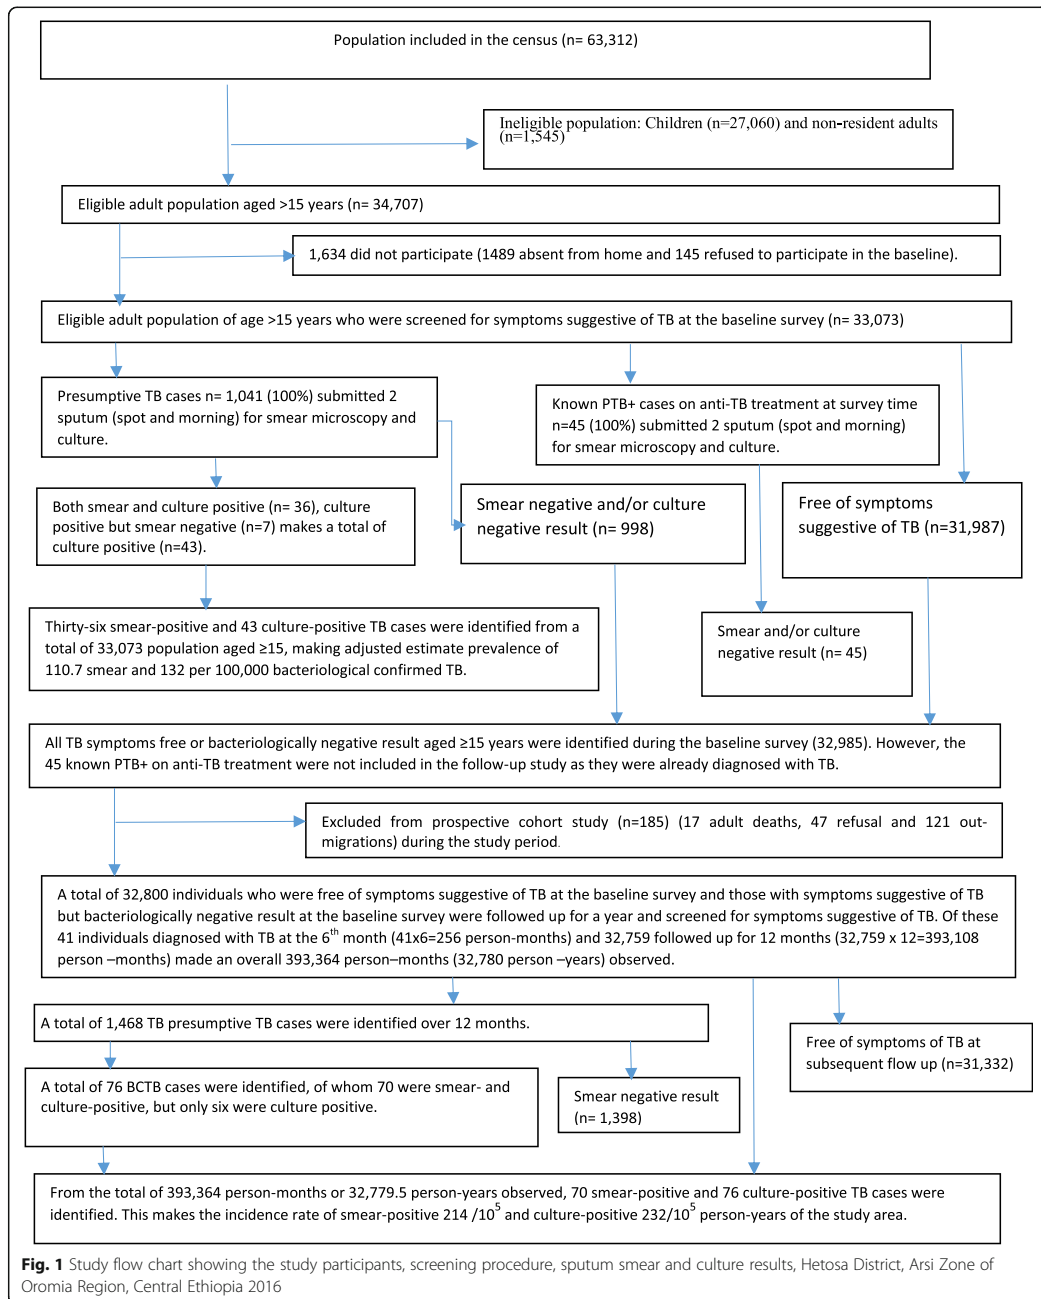 Population included in the census (n= 63,312)
Ineligible population: Children (n=27,060) and non-resident adults
(n=1,545)
Eligible adult population aged >15 years (n= 34,707)
1,634 did not participate (1489 absent from home and 145 refused to participate in the baseline).
Eligible adult population of age >15 years who were screened for symptoms suggestive of TB at the baseline survey (n= 33,073)
Presumptive TB cases n= 1,041 (100%) submitted 2
sputum (spot and morning) for smear microscopy and
culture.
Known PTB+ cases on anti-TB treatment at survey time
n=45 (100%) submitted 2 sputum (spot and morning)
for smear microscopy and culture.
Both smear and culture positive (n= 36), culture
positive but smear negative (n=7) makes a total of
culture positive (n=43).
Smear negative and/or culture
negative result (n= 998)
Free of symptoms
suggestive of TB (n=31,987)
Thirty-six smear-positive and 43 culture-positive TB cases were identified from a
total of 33,073 population aged ≥15, making adjusted estimate prevalence of
110.7 smear and 132 per 100,000 bacteriological confirmed TB.
Smear and/or culture
negative result (n= 45)
All TB symptoms free or bacteriologically negative result aged ≥15 years were identified during the baseline survey (32,985). However, the
45 known PTB+ on anti-TB treatment were not included in the follow-up study as they were already diagnosed with TB.
Excluded from prospective cohort study (n=185) (17 adult deaths, 47 refusal and 121 out-
migrations) during the study period.
A total of 32,800 individuals who were free of symptoms suggestive of TB at the baseline survey and those with symptoms suggestive of TB
but bacteriologically negative result at the baseline survey were followed up for a year and screened for symptoms suggestive of TB. Of these
41 individuals diagnosed with TB at the 6th month (41x6=256 person-months) and 32,759 followed up for 12 months (32,759 x 12=393,108
person –months) made an overall 393,364 person–months (32,780 person –years) observed.
A total of 1,468 TB presumptive TB cases were identified over 12 months.
Free of symptoms of TB at
subsequent flow up (n=31,332)
A total of 76 BCTB cases were identified, of whom 70 were smear- and
culture-positive, but only six were culture positive.
Smear negative result
(n= 1,398)
From the total of 393,364 person-months or 32,779.5 person-years observed, 70 smear-positive and 76 culture-positive TB cases were
identified. This makes the incidence rate of smear-positive 214 /10^5 and culture-positive 232/10^5 person-years of the study area.
Fig. 1 Study flow chart showing the study participants, screening procedure, sputum smear and culture results, Hetosa District, Arsi Zone of
Oromia Region, Central Ethiopia 2016